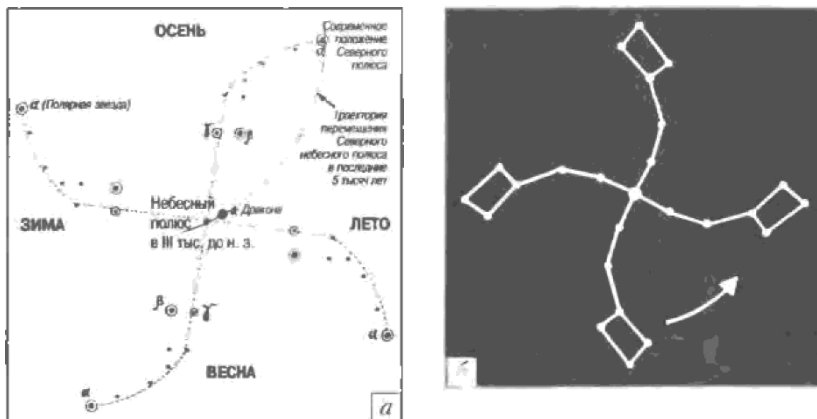 ОСЕНЬ
Современное
положение
Северного
полюса
α (Полярная звезда)
α
γ
β
Траектория
перемещения
Северного
небесного полюса
в последние
5 тысяч лет
Небесный
полюс
в III тыс. до н. э.
α Дракона
ЗИМА
ЛЕТО
β
γ
α
ВЕСНА
α
а
б